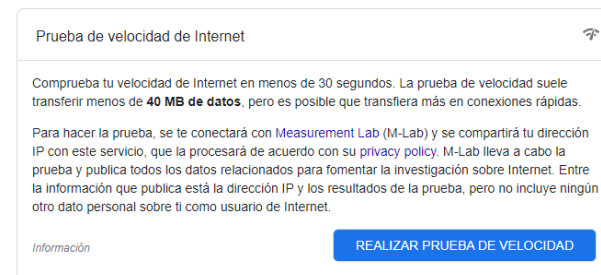 Prueba de velocidad de Internet
Comprueba tu velocidad de Internet en menos de 30 segundos. La prueba de velocidad suele
transferir menos de 40 MB de datos, pero es posible que transfiera más en conexiones rápidas.
Para hacer la prueba, se te conectará con Measurement Lab (M-Lab) y se compartirá tu dirección
IP con este servicio, que la procesará de acuerdo con su privacy policy. M-Lab lleva a cabo la
prueba y publica todos los datos relacionados para fomentar la investigación sobre Internet. Entre
la información que publica está la dirección IP y los resultados de la prueba, pero no incluye ningún
otro dato personal sobre ti como usuario de Internet.
Información
REALIZAR PRUEBA DE VELOCIDAD